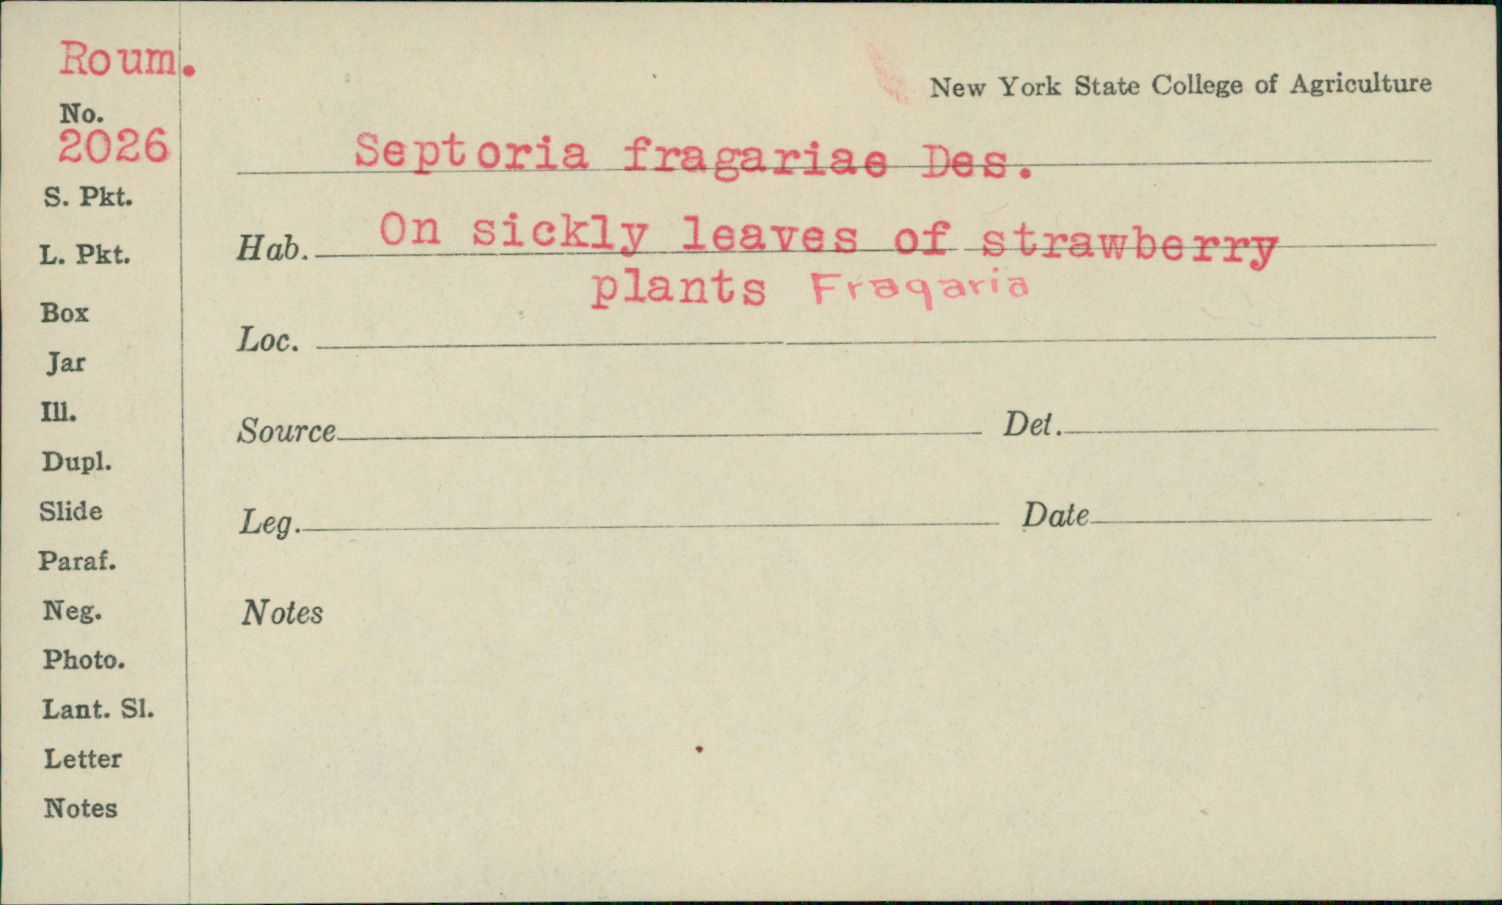 Roum.
No.
2026
S. Pkt.
L. Pkt.
Box
Jar
Ill.
Dupl.
Slide
Paraf.
Neg.
Photo.
Lant. Sl.
Letter
Notes
New York State College of Agriculture
Septoria fragariae Des.
Hab. On sickly leaves of strawberry
plants Fragaria
Loc.
Source Det.
Leg. Date
Notes